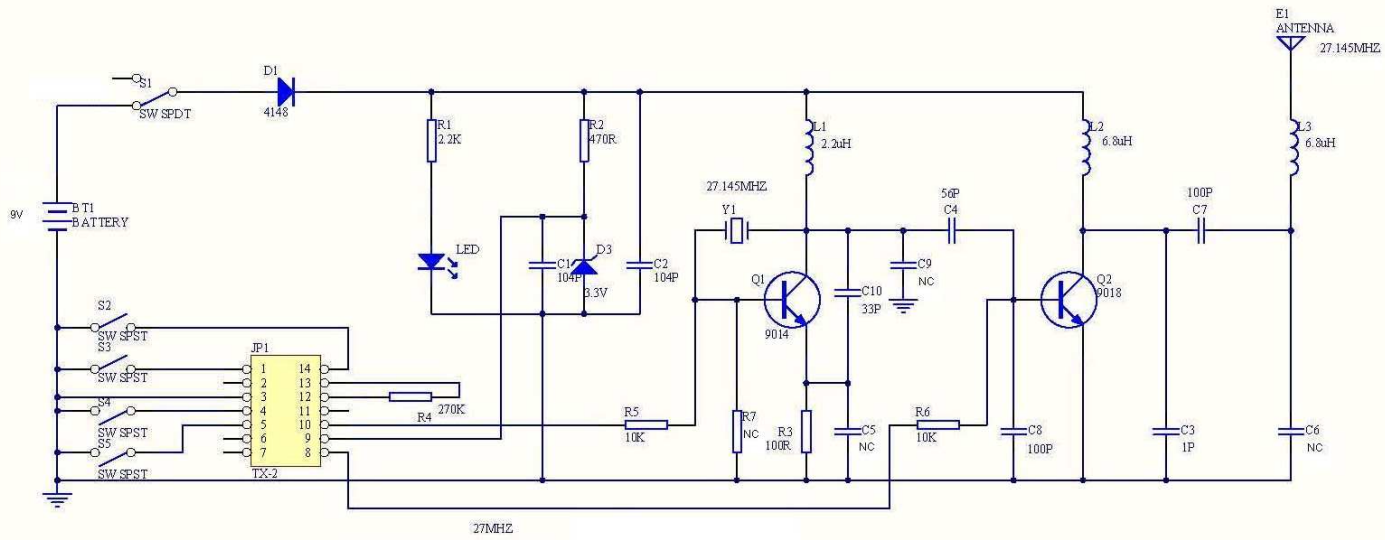 E1
ANTENNA
27.145MHZ
D1
4148
S1
SW SPDT
R1
2.2K
R2
470R
L1
2.2uH
L2
6.8uH
L3
6.8uH
9V
BT1
BATTERY
27.145MHZ
Y1
56P
C4
100P
C7
LED
C1
104P
D3
3.3V
C2
104P
Q1
9014
C10
33P
C9
NC
Q2
9018
S2
SW SPST
S3
SW SPST
S4
SW SPST
S5
SW SPST
JP1
1 14
2 13
3 12
4 11
5 10
6 9
7 8
TX-2
R4
270K
R5
10K
R7
NC
R3
100R
C5
NC
R6
10K
C8
100P
C3
1P
C6
NC
27MHZ